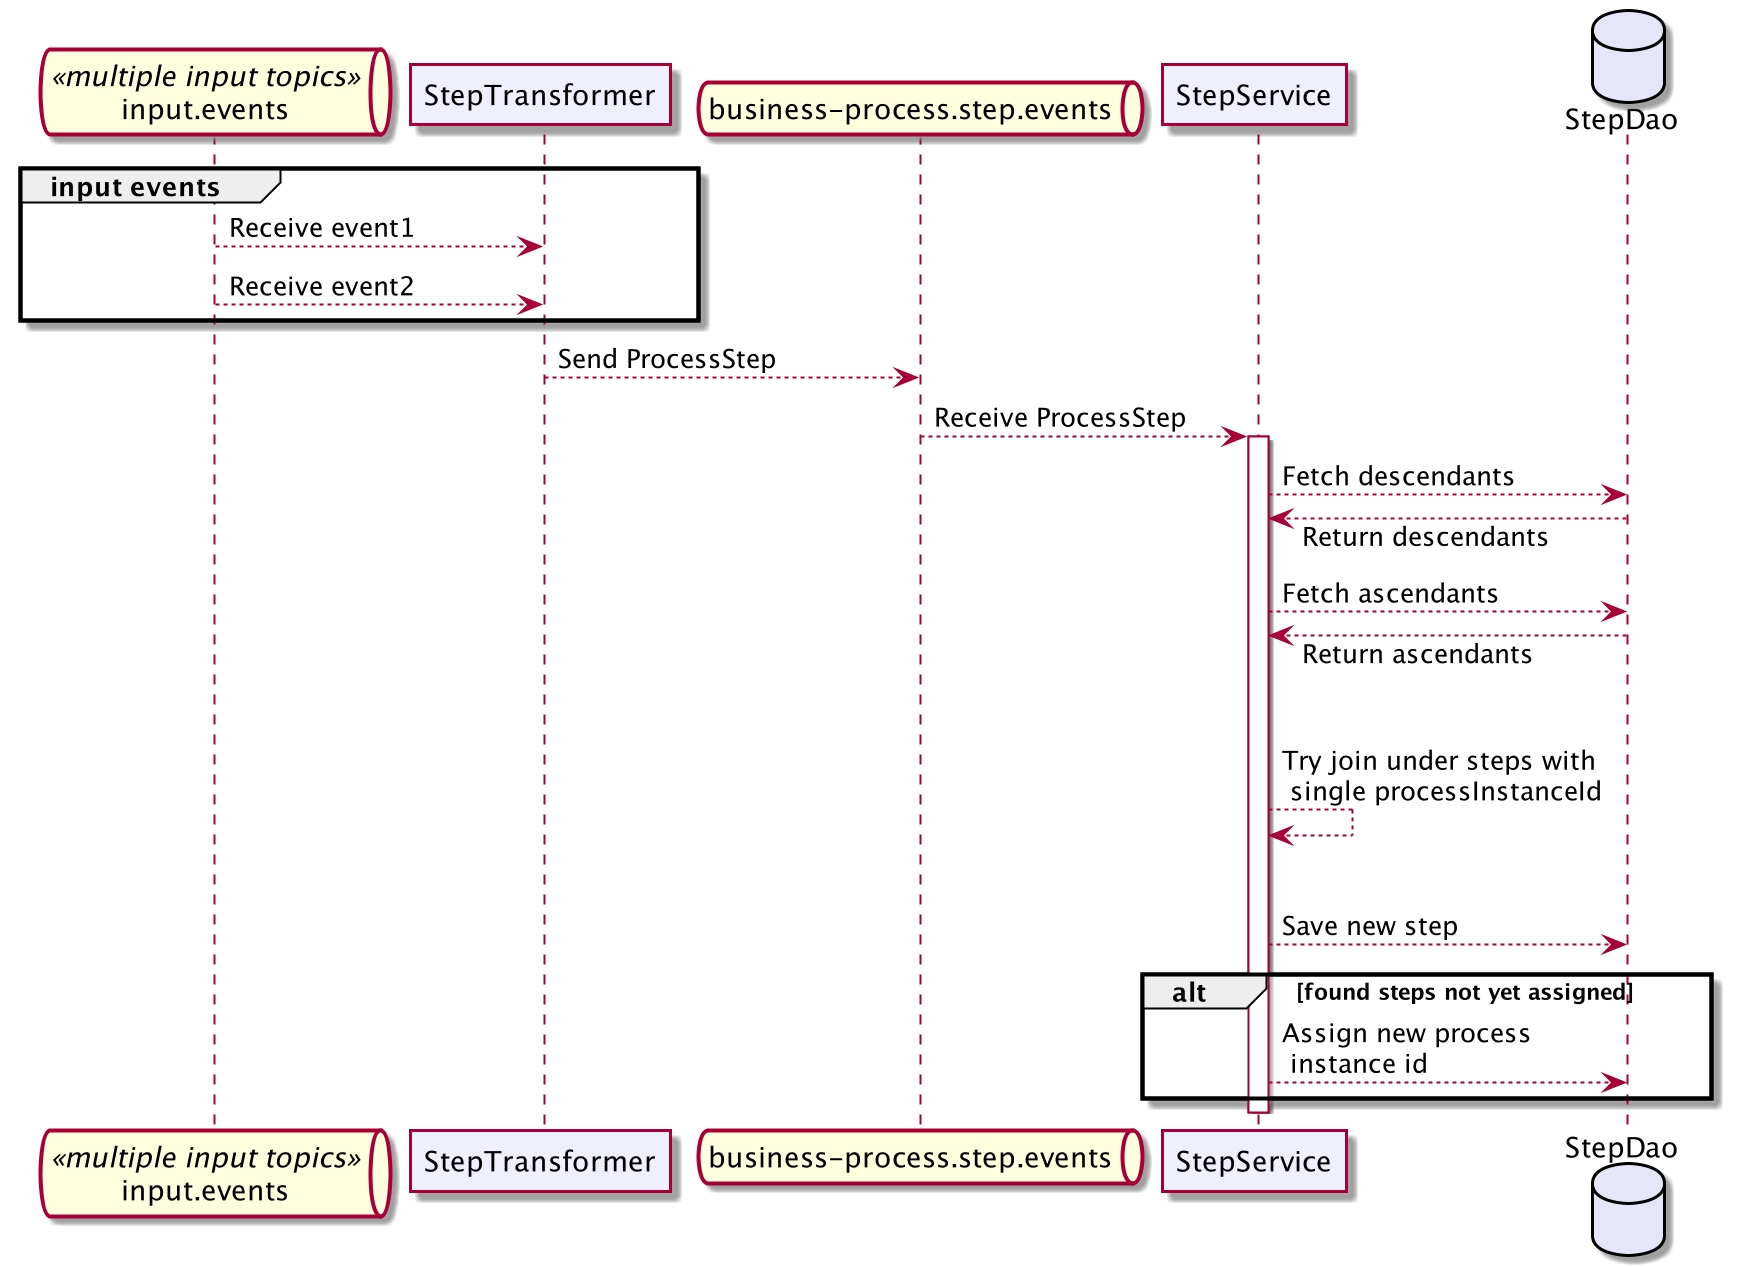 «multiple input topics»
input.events
StepTransformer
business-process.step.events
StepService
StepDao
input events
Receive event1
Receive event2
Send ProcessStep
Receive ProcessStep
Fetch descendants
Return descendants
Fetch ascendants
Return ascendants
Try join under steps with
single processInstanceId
Save new step
alt
[found steps not yet assigned]
Assign new process
instance id
«multiple input topics»
input.events
StepTransformer
business-process.step.events
StepService
StepDao